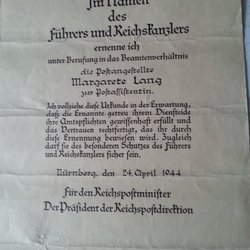 Im Namen
des
Führers und Reichskanzlers
ernenne ich
unter Berufung in das Beamtenverhältnis
die Postangestellte
Margarete Lang
zur Postassistentin.
Ich vollziehe diese Urkunde in der Erwartung,
daß die Ernannte getreu ihrem Diensteide
ihre Amtspflichten gewissenhaft erfüllt und
das Vertrauen rechtfertigt, das ihr durch
diese Ernennung bewiesen wird. Zugleich
darf sie des besonderen Schutzes des Führers
und Reichskanzlers sicher sein.
Nürnberg, den 24. April 1944
Für den Reichspostminister
Der Präsident der Reichspostdirektion